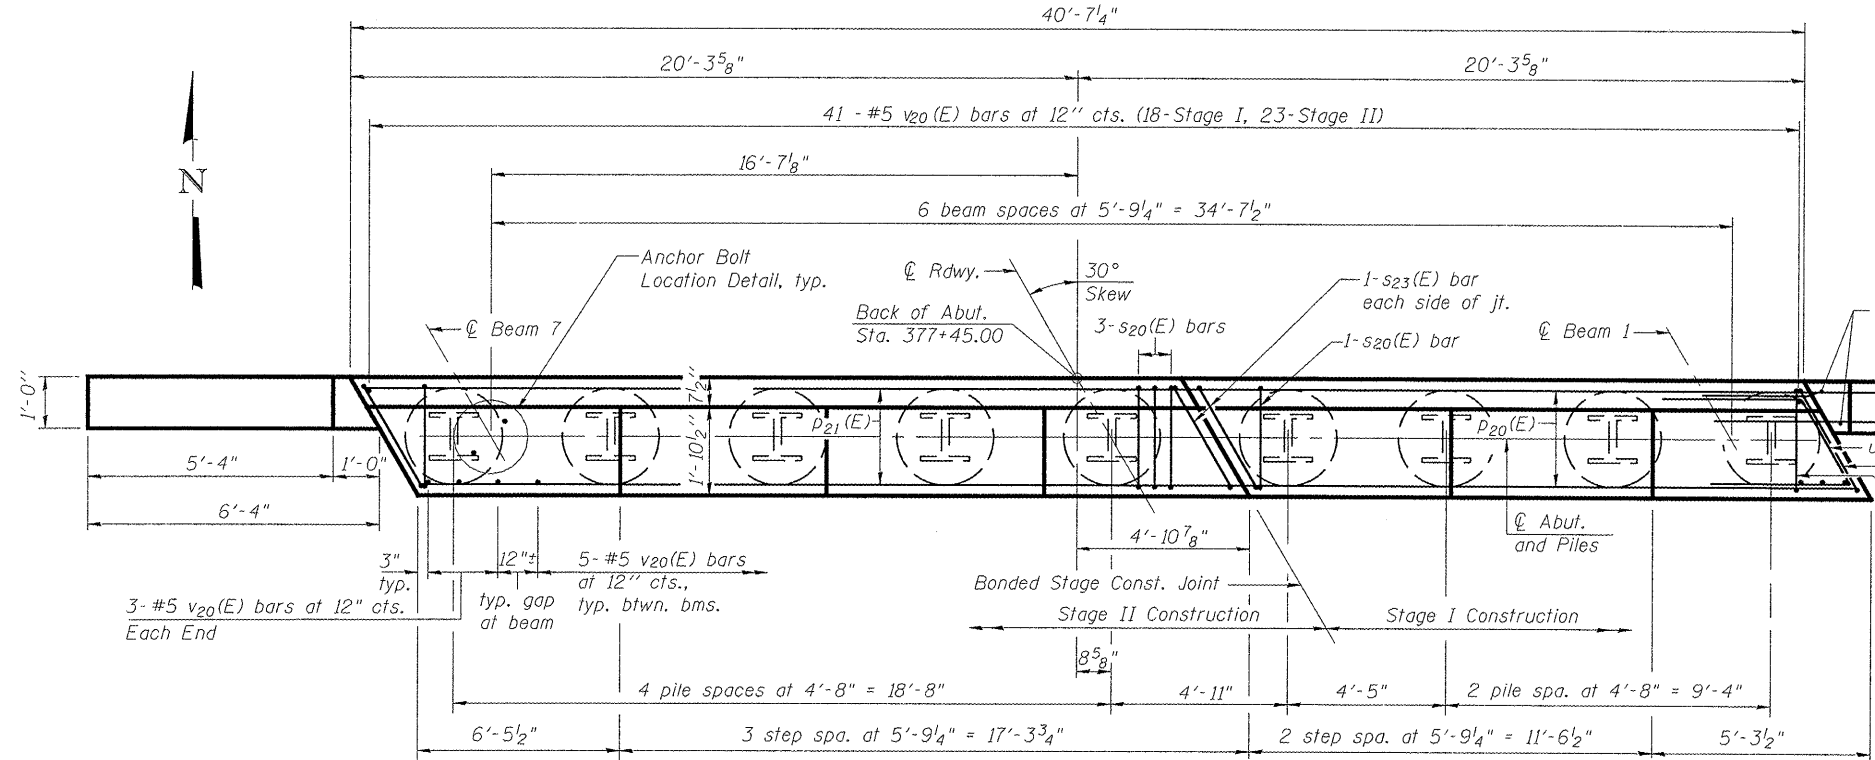 40'-7¼"
20'-3⅝"
20'-3⅝"
41 - #5 v20(E) bars at 12" cts. (18-Stage I, 23-Stage II)
16'-7⅛"
6 beam spaces at 5'-9¼" = 34'-7½"
N
Anchor Bolt
Location Detail, typ.
℄ Rdwy.
30°
Skew
1-s23(E) bar
each side of jt.
Back of Abut.
Sta. 377+45.00
3-s20(E) bars
1-s20(E) bar
℄ Beam 7
℄ Beam 1
1'-0"
7½"
1'-10½"
p21(E)
p20(E)
5'-4"
1'-0"
6'-4"
4'-10⅞"
℄ Abut.
and Piles
3"
typ.
12"±
typ. gap
at beam
5-#5 v20(E) bars
at 12" cts.,
typ. btwn. bms.
3-#5 v20(E) bars at 12" cts.
Each End
Bonded Stage Const. Joint
Stage II Construction
Stage I Construction
8⅝"
4 pile spaces at 4'-8" = 18'-8"
4'-11"
4'-5"
2 pile spa. at 4'-8" = 9'-4"
6'-5½"
3 step spa. at 5'-9¼" = 17'-3¾"
2 step spa. at 5'-9¼" = 11'-6½"
5'-3½"